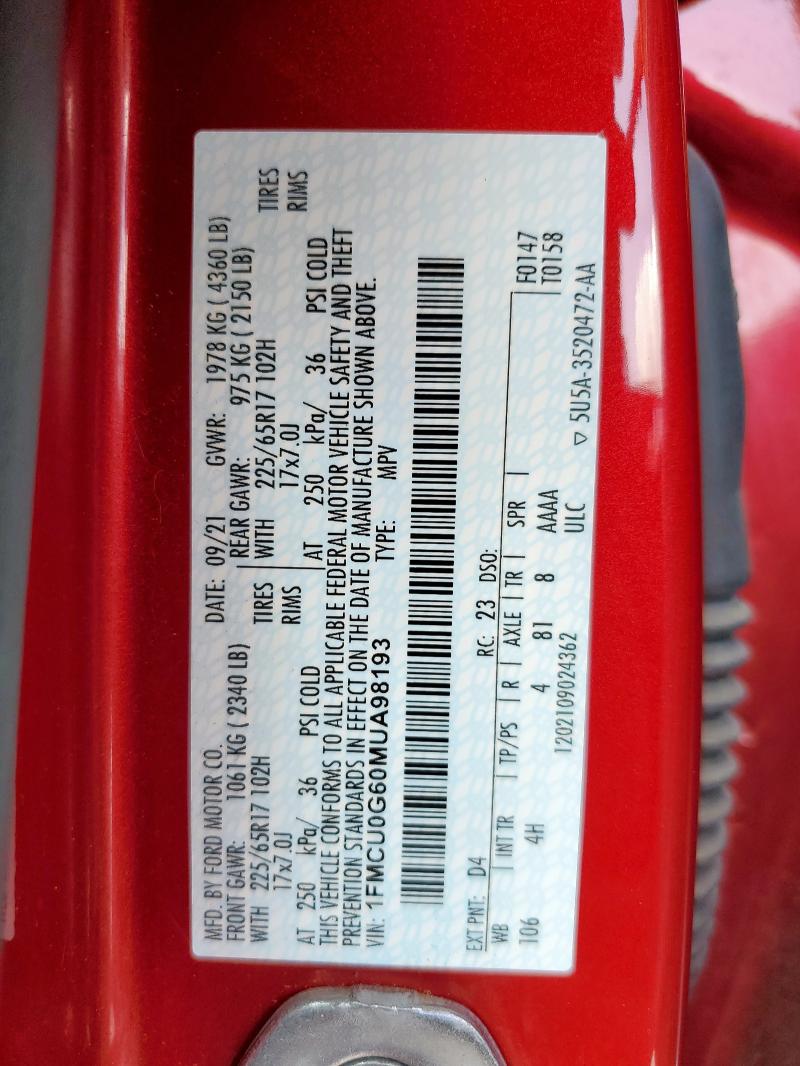 MFD. BY FORD MOTOR CO. DATE: 09/21 GVWR: 1978 KG ( 4360 LB)
FRONT GAWR: 1061 KG ( 2340 LB) REAR GAWR: 975 KG ( 2150 LB)
WITH 225/65R17 102H TIRES WITH 225/65R17 102H TIRES
17x7.0J RIMS 17x7.0J RIMS
AT 250 kPa/ 36 PSI COLD AT 250 kPa/ 36 PSI COLD
THIS VEHICLE CONFORMS TO ALL APPLICABLE FEDERAL MOTOR VEHICLE SAFETY AND THEFT
PREVENTION STANDARDS IN EFFECT ON THE DATE OF MANUFACTURE SHOWN ABOVE.
VIN: 1FMCU0G60MUA98193 TYPE: MPV
EXT PNT: D4 RC: 23 DSO:
WB INT TR TP/PS R AXLE TR SPR F0147
106 4H 4 81 8 AAAA T0158
1202109024362 ULC
▽ 5U5A-3520472-AA